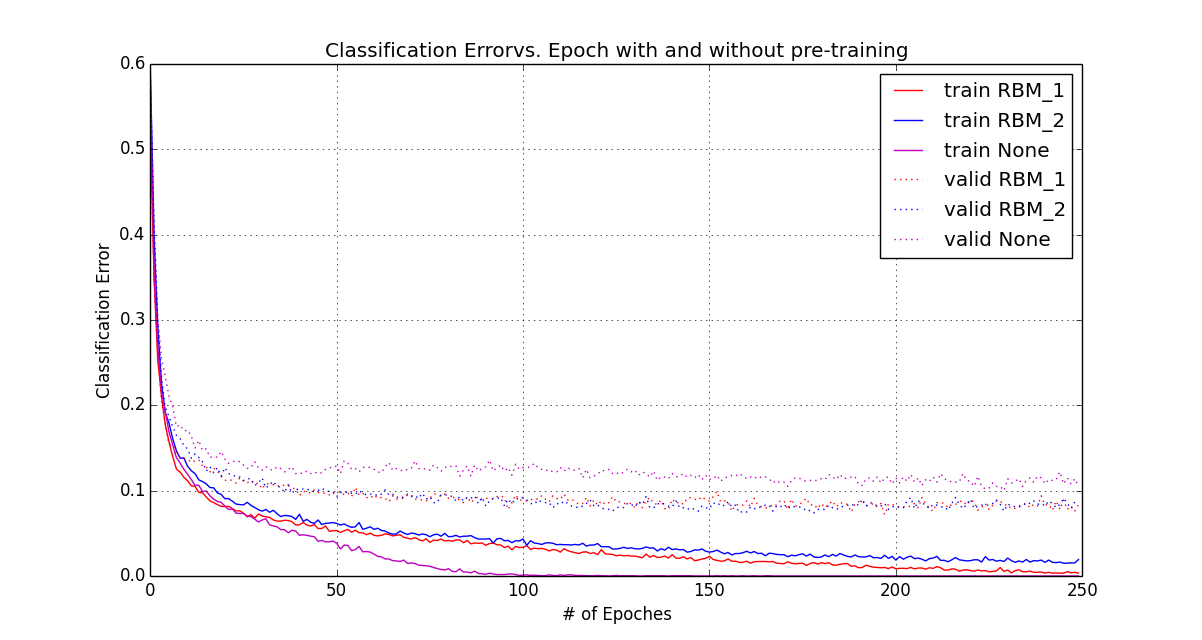 Classification Errorvs. Epoch with and without pre-training
0.6
0.5
0.4
0.3
0.2
0.1
0.0
Classification Error
train RBM_1
train RBM_2
train None
valid RBM_1
valid RBM_2
valid None
0 50 100 150 200 250
# of Epoches